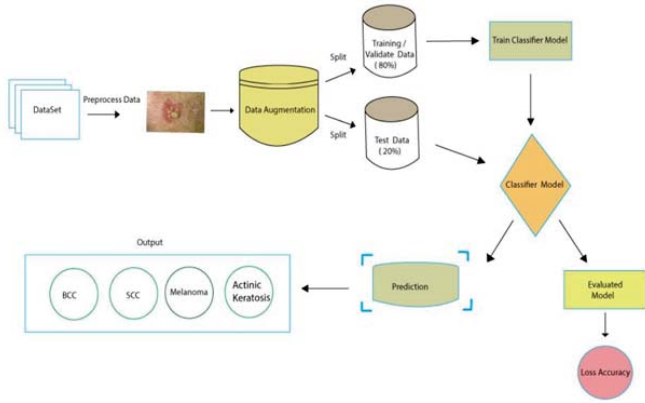 DataSet
Preprocess Data
Data Augmentation
Split
Split
Training /
Validate Data
( 80%)
Test Data
( 20%)
Train Classifier Model
Classifier Model
Output
BCC
SCC
Melanoma
Actinic
Keratosis
Prediction
Evaluated
Model
Loss Accuracy